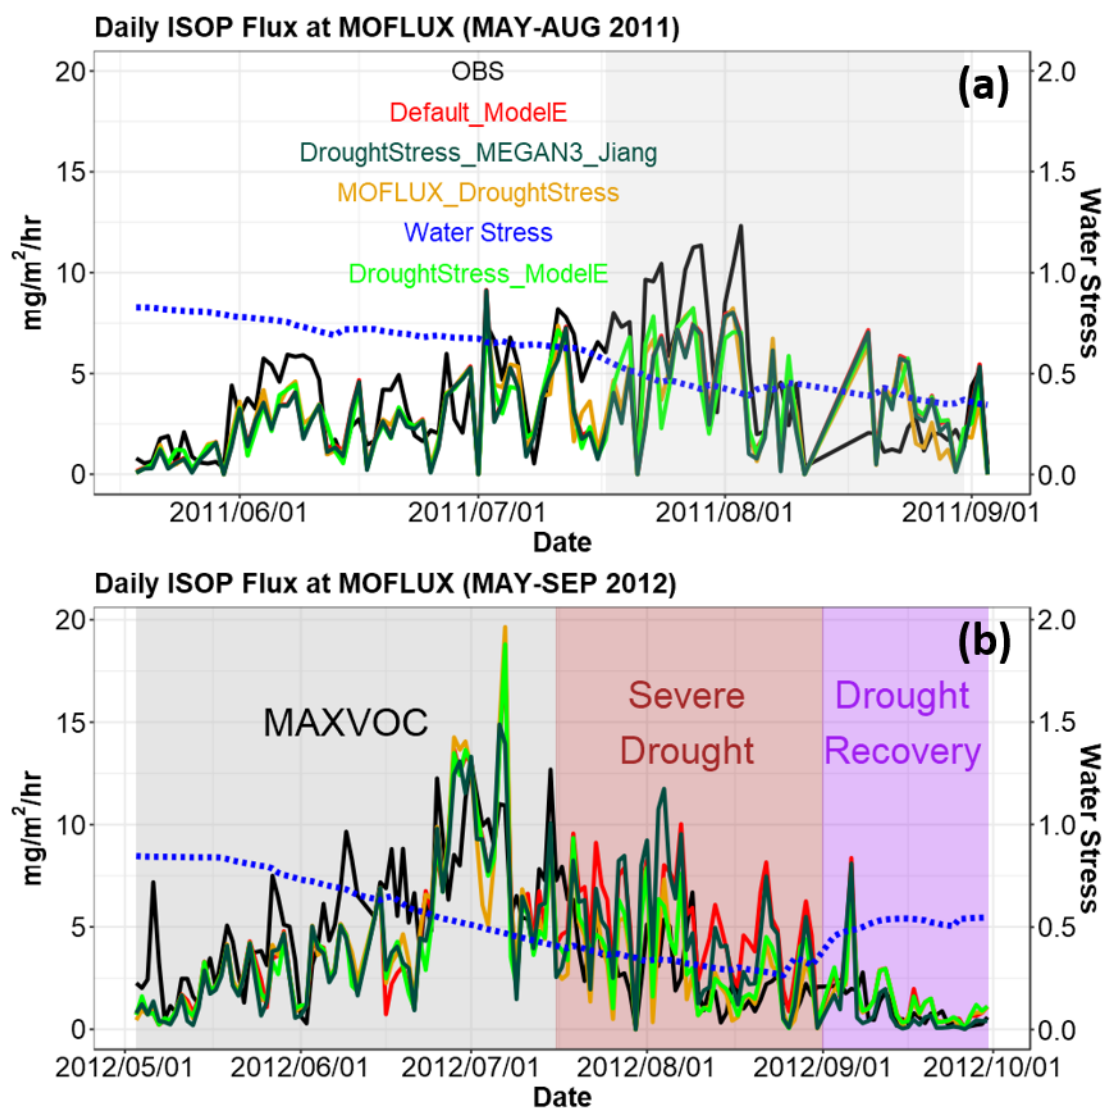 Daily ISOP Flux at MOFLUX (MAY-AUG 2011)
(a)
OBS
Default_ModelE
DroughtStress_MEGAN3_Jiang
MOFLUX_DroughtStress
Water Stress
DroughtStress_ModelE
20
15
10
5
0
mg/m²/hr
2.0
1.5
1.0
0.5
0.0
Water Stress
2011/06/01
2011/07/01
2011/08/01
2011/09/01
Date
Daily ISOP Flux at MOFLUX (MAY-SEP 2012)
(b)
MAXVOC
Severe
Drought
Drought
Recovery
20
15
10
5
0
mg/m²/hr
2.0
1.5
1.0
0.5
0.0
Water Stress
2012/05/01
2012/06/01
2012/07/01
2012/08/01
2012/09/01
2012/10/01
Date